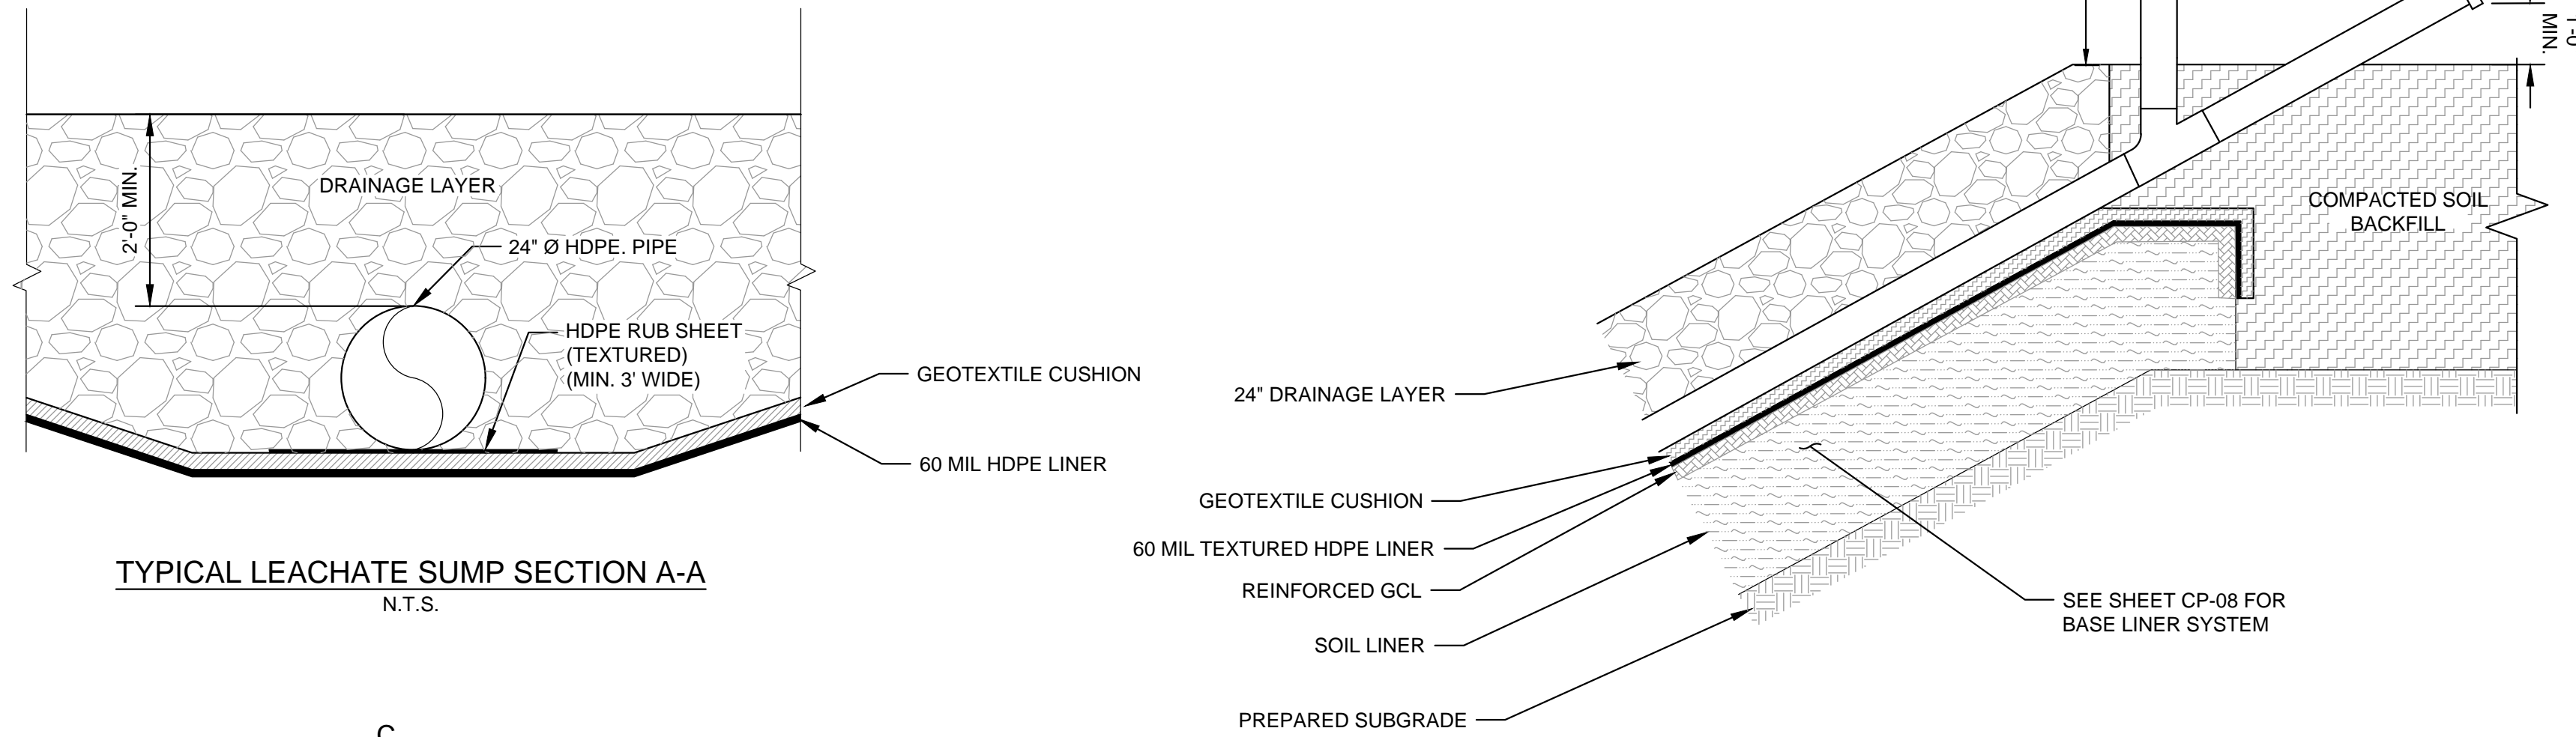 2'-0" MIN.
DRAINAGE LAYER
24" Ø HDPE. PIPE
HDPE RUB SHEET
(TEXTURED)
(MIN. 3' WIDE)
GEOTEXTILE CUSHION
60 MIL HDPE LINER
TYPICAL LEACHATE SUMP SECTION A-A
N.T.S.
C
MIN.
COMPACTED SOIL
BACKFILL
24" DRAINAGE LAYER
GEOTEXTILE CUSHION
60 MIL TEXTURED HDPE LINER
REINFORCED GCL
SOIL LINER
PREPARED SUBGRADE
SEE SHEET CP-08 FOR
BASE LINER SYSTEM